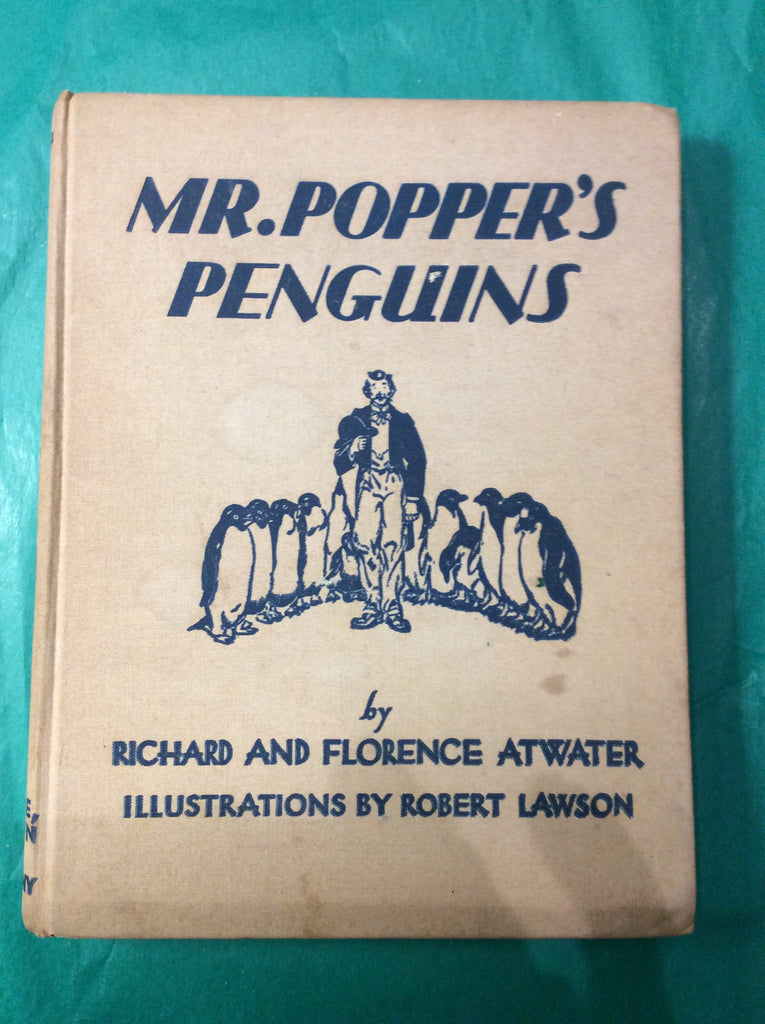 MR. POPPER'S
PENGUINS
by
RICHARD AND FLORENCE ATWATER
ILLUSTRATIONS BY ROBERT LAWSON